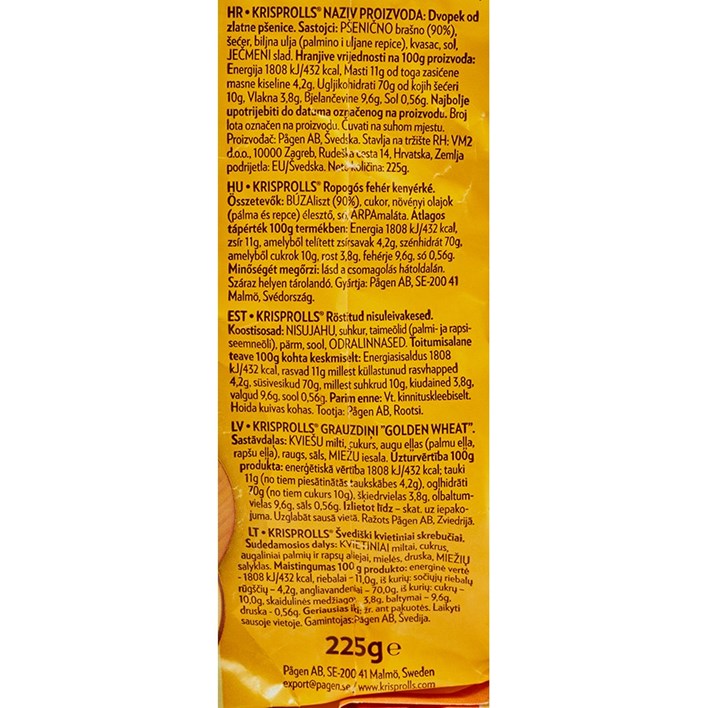 HR • KRISPROLLS® NAZIV PROIZVODA: Dvopek od
zlatne pšenice. Sastojci: PŠENIČNO brašno (90%),
šećer, biljna ulja (palmino i uljane repice), kvasac, sol,
JEČMENI slad. Hranjive vrijednosti na 100g proizvoda:
Energija 1808 kJ/432 kcal, Masti 11g od toga zasićene
masne kiseline 4,2g, Ugljikohidrati 70g od kojih šećeri
10g, Vlakna 3,8g, Bjelančevine 9,6g, Sol 0,56g. Najbolje
upotrijebiti do datuma označenog na proizvodu. Broj
lota označen na proizvodu. Čuvati na suhom mjestu.
Proizvođač: Pågen AB, Švedska. Stavlja na tržište RH: VM2
d.o.o., 10000 Zagreb, Rudeška cesta 14, Hrvatska, Zemlja
podrijetla: EU/Švedska. Neto količina: 225g.
HU • KRISPROLLS® Ropogós fehér kenyérké.
Összetevők: BÚZAliszt (90%), cukor, növényi olajok
(pálma és repce) élesztő, só, ÁRPAmaláta. Átlagos
tápérték 100g termékben: Energia 1808 kJ/432 kcal,
zsír 11g, amelyből telített zsírsavak 4,2g, szénhidrát 70g,
amelyből cukrok 10g, rost 3,8g, fehérje 9,6g, só 0,56g.
Minőségét megőrzi: lásd a csomagolás hátoldalán.
Száraz helyen tárolandó. Gyártja: Pågen AB, SE-200 41
Malmö, Svédország.
EST • KRISPROLLS® Röstitud nisuleivakesed.
Koostisosad: NISUJAHU, suhkur, taimeõlid (palmi- ja rapsi-
seemneõli), pärm, sool, ODRALINNASED. Toitumisalane
teave 100g kohta keskmiselt: Energiasisaldus 1808
kJ/432 kcal, rasvad 11g millest küllastunud rasvhapped
4,2g, süsivesikud 70g, millest suhkrud 10g, kiudained 3,8g,
valgud 9,6g, sool 0,56g. Parim enne: Vt. kinnituskleebiselt.
Hoida kuivas kohas. Tootja: Pågen AB, Rootsi.
LV • KRISPROLLS® GRAUZDIŅI "GOLDEN WHEAT".
Sastāvdaļas: KVIEŠU milti, cukurs, augu eļļas (palmu eļļa,
rapšu eļļa), raugs, sāls, MIEŽU iesala. Uzturvērtība 100g
produkta: enerģētiskā vērtība 1808 kJ/432 kcal; tauki
11g (no tiem piesātinātās taukskābes 4,2g), oglhidrāti
70g (no tiem cukurs 10g), šķiedrvielas 3,8g, olbaltum-
vielas 9,6g, sāls 0,56g. Izlietot līdz – skat. uz iepako-
juma. Uzglabāt sausā vietā. Ražots Pågen AB, Zviedrijā.
LT • KRISPROLLS® Švediški kvietiniai skrebučiai.
Sudedamosios dalys: KVIETINIAI miltai, cukrus,
augaliniai palmių ir rapsų aliejai, mielės, druska, MIEŽIŲ
salyklas. Maistingumas 100 g produkto: energinė vertė
– 1808 kJ/432 kcal, riebalai – 11,0g, iš kurių: sočiųjų riebalų
rūgščių – 4,2g, angliavandeniai – 70,0g, iš kurių: cukrų –
10,0g, skaidulinės medžiagos 3,8g, baltymai – 9,6g,
druska - 0,56g. Geriausias iki: žr. ant pakuotės. Laikyti
sausoje vietoje. Gamintojas: Pågen AB, Švedija.
225g e
Pågen AB, SE-200 41 Malmö, Sweden
export@pagen.se / www.krisprolls.com